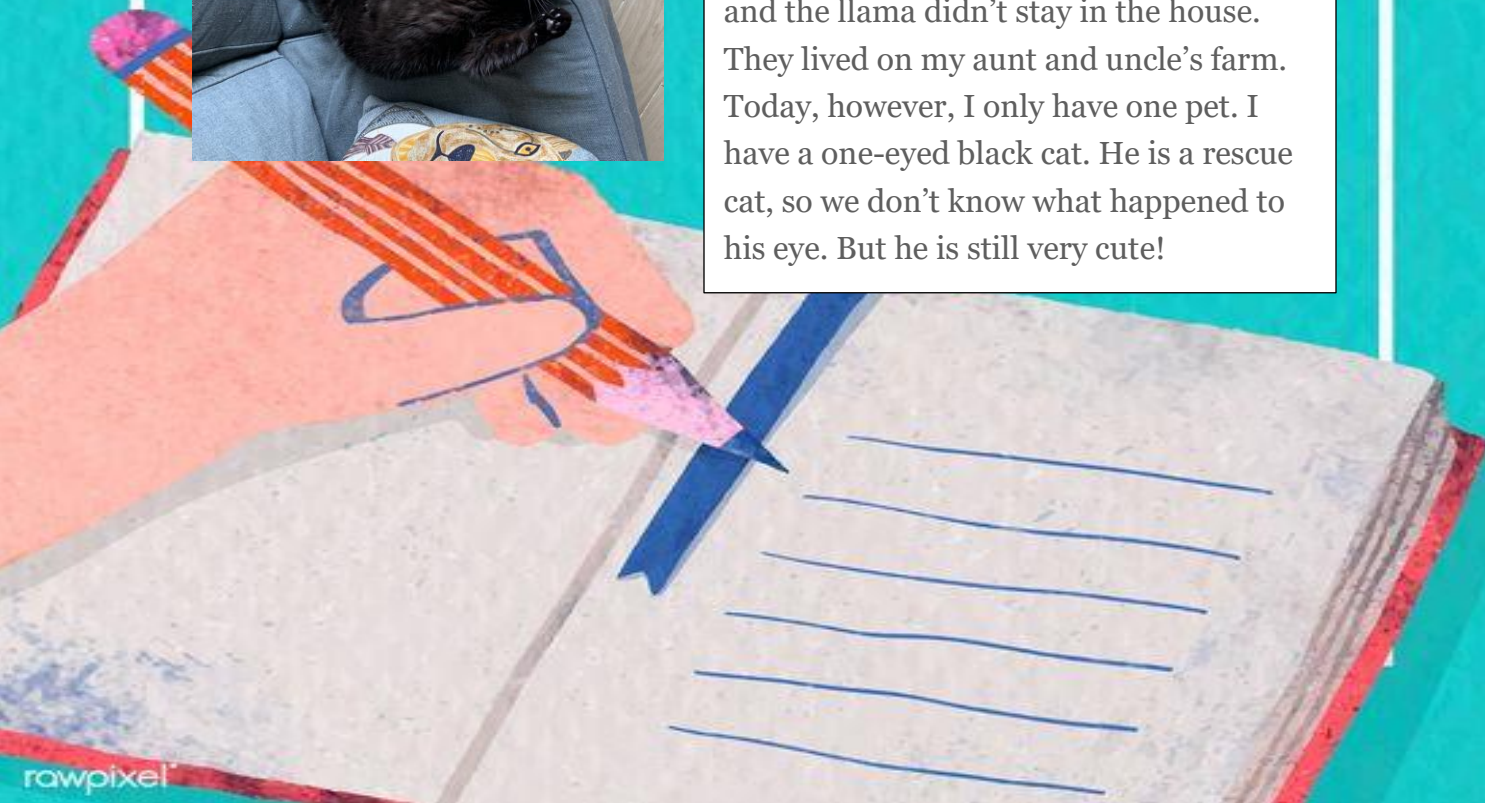 and the llama didn’t stay in the house.
They lived on my aunt and uncle’s farm.
Today, however, I only have one pet. I
have a one-eyed black cat. He is a rescue
cat, so we don’t know what happened to
his eye. But he is still very cute!
rawpixel